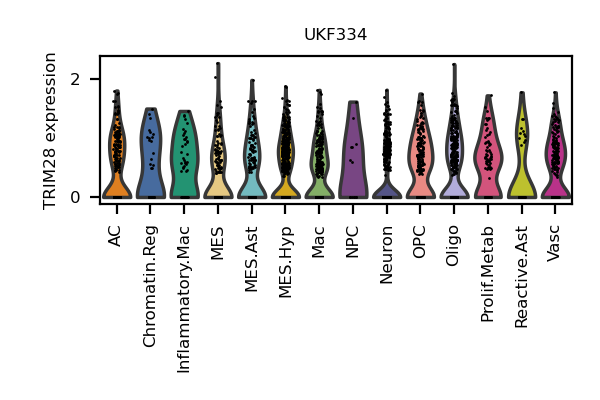 UKF334
TRIM28 expression
2
0
AC
Chromatin.Reg
Inflammatory.Mac
MES
MES.Ast
MES.Hyp
Mac
NPC
Neuron
OPC
Oligo
Prolif.Metab
Reactive.Ast
Vasc